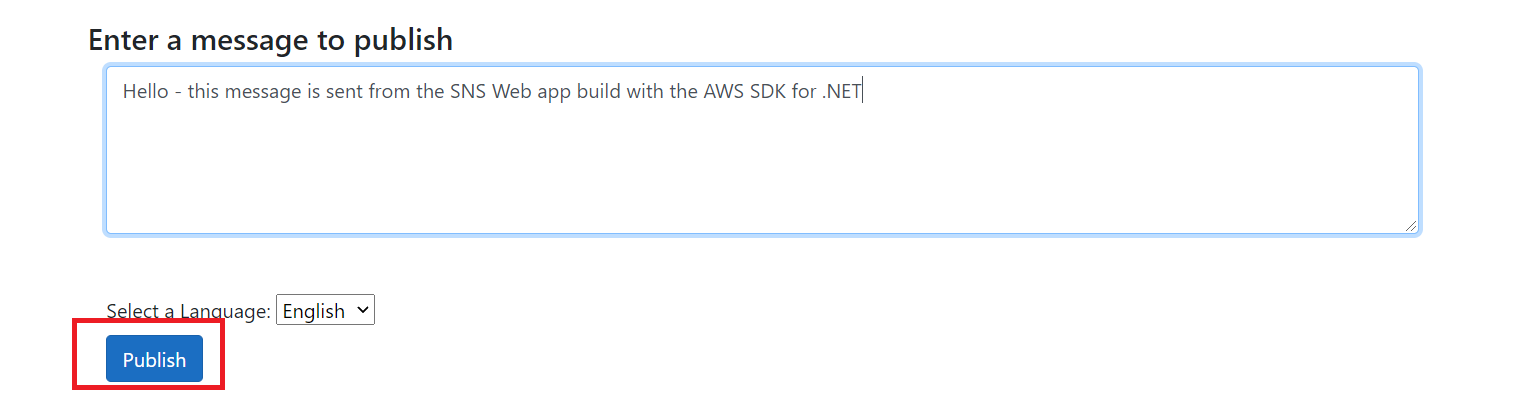 Enter a message to publish
Hello - this message is sent from the SNS Web app build with the AWS SDK for .NET
Select a Language: English
Publish